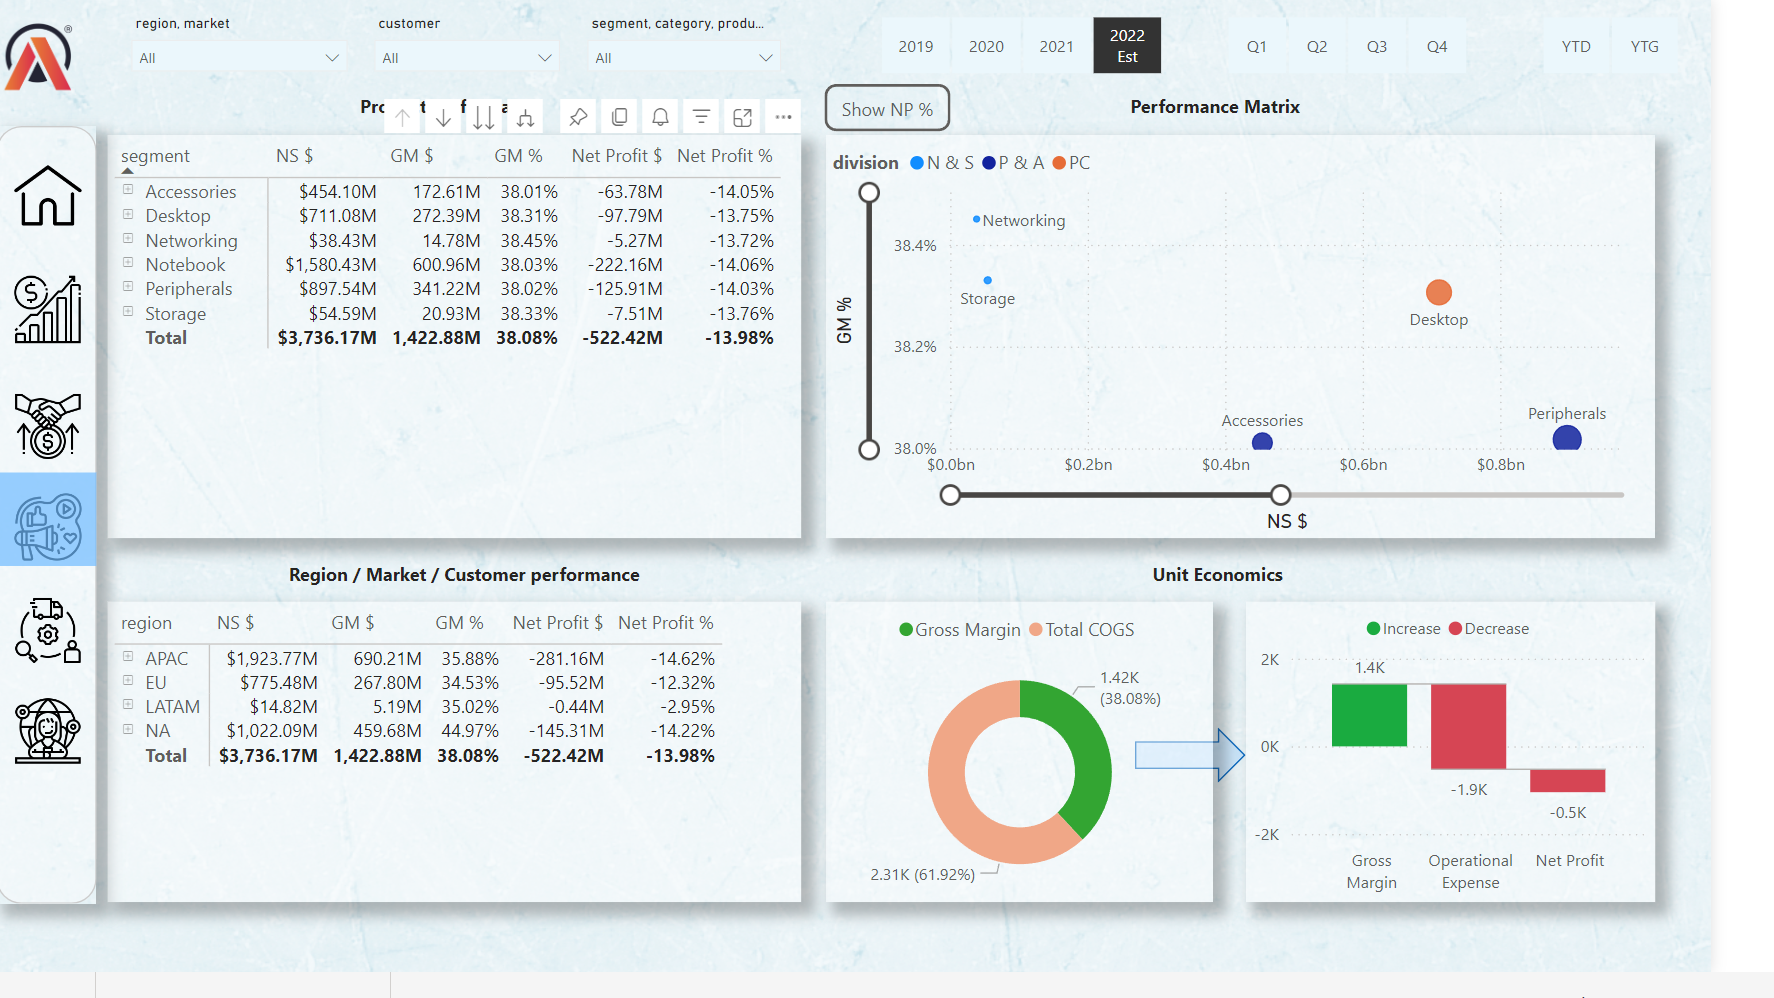 region, market
customer
segment, category, produ...
All
All
All
2019
2020
2021
2022
Est
Q1
Q2
Q3
Q4
YTD
YTG
Show NP %
Performance Matrix
segment NS $ GM $ GM % Net Profit $ Net Profit %
Accessories $454.10M 172.61M 38.01% -63.78M -14.05%
Desktop $711.08M 272.39M 38.31% -97.79M -13.75%
Networking $38.43M 14.78M 38.45% -5.27M -13.72%
Notebook $1,580.43M 600.96M 38.03% -222.16M -14.06%
Peripherals $897.54M 341.22M 38.02% -125.91M -14.03%
Storage $54.59M 20.93M 38.33% -7.51M -13.76%
Total $3,736.17M 1,422.88M 38.08% -522.42M -13.98%
division N & S P & A PC
GM %
38.4%
38.2%
38.0%
Networking
Storage
Desktop
Accessories
Peripherals
$0.0bn $0.2bn $0.4bn $0.6bn $0.8bn
NS $
Region / Market / Customer performance
region NS $ GM $ GM % Net Profit $ Net Profit %
APAC $1,923.77M 690.21M 35.88% -281.16M -14.62%
EU $775.48M 267.80M 34.53% -95.52M -12.32%
LATAM $14.82M 5.19M 35.02% -0.44M -2.95%
NA $1,022.09M 459.68M 44.97% -145.31M -14.22%
Total $3,736.17M 1,422.88M 38.08% -522.42M -13.98%
Unit Economics
Gross Margin Total COGS
1.42K
(38.08%)
2.31K (61.92%)
Increase Decrease
2K
0K
-2K
1.4K
-1.9K
-0.5K
Gross
Margin
Operational
Expense
Net Profit